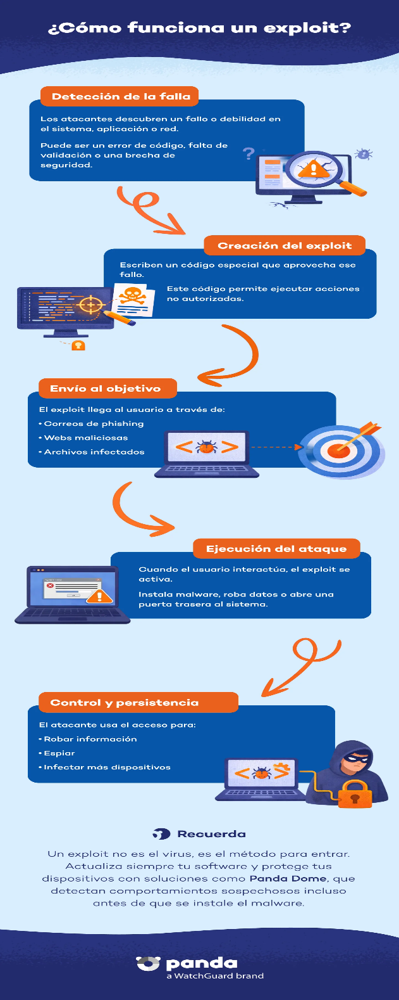 ¿Cómo funciona un exploit?
Detección de la falla
Los atacantes descubren un fallo o debilidad en
el sistema, aplicación o red.
Puede ser un error de código, falta de
validación o una brecha de
seguridad.
?
Creación del exploit
Escriben un código especial que aprovecha ese
fallo.
Este código permite ejecutar acciones
no autorizadas.
Envío al objetivo
El exploit llega al usuario a través de:
• Correos de phishing
• Webs maliciosas
• Archivos infectados
Ejecución del ataque
Cuando el usuario interactúa, el exploit se
activa.
Instala malware, roba datos o abre una
puerta trasera al sistema.
Control y persistencia
El atacante usa el acceso para:
• Robar información
• Espiar
• Infectar más dispositivos
Recuerda
Un exploit no es el virus, es el método para entrar.
Actualiza siempre tu software y protege tus
dispositivos con soluciones como Panda Dome, que
detectan comportamientos sospechosos incluso
antes de que se instale el malware.
panda
a WatchGuard brand